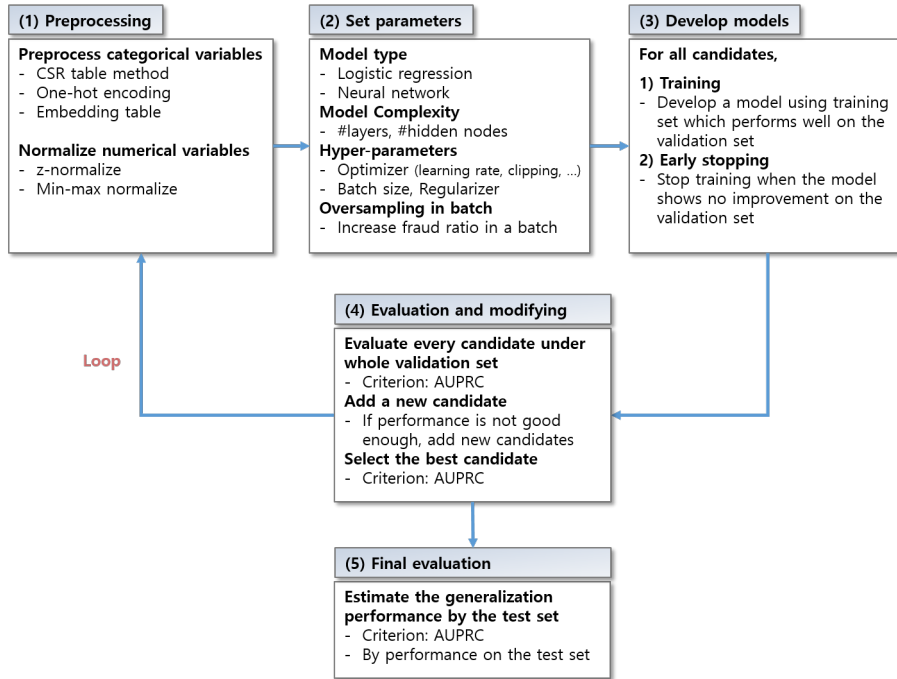 (1) Preprocessing
Preprocess categorical variables
- CSR table method
- One-hot encoding
- Embedding table
Normalize numerical variables
- z-normalize
- Min-max normalize
(2) Set parameters
Model type
- Logistic regression
- Neural network
Model Complexity
- #layers, #hidden nodes
Hyper-parameters
- Optimizer (learning rate, clipping, ...)
- Batch size, Regularizer
Oversampling in batch
- Increase fraud ratio in a batch
(3) Develop models
For all candidates,
1) Training
- Develop a model using training
set which performs well on the
validation set
2) Early stopping
- Stop training when the model
shows no improvement on the
validation set
Loop
(4) Evaluation and modifying
Evaluate every candidate under
whole validation set
- Criterion: AUPRC
Add a new candidate
- If performance is not good
enough, add new candidates
Select the best candidate
- Criterion: AUPRC
(5) Final evaluation
Estimate the generalization
performance by the test set
- Criterion: AUPRC
- By performance on the test set